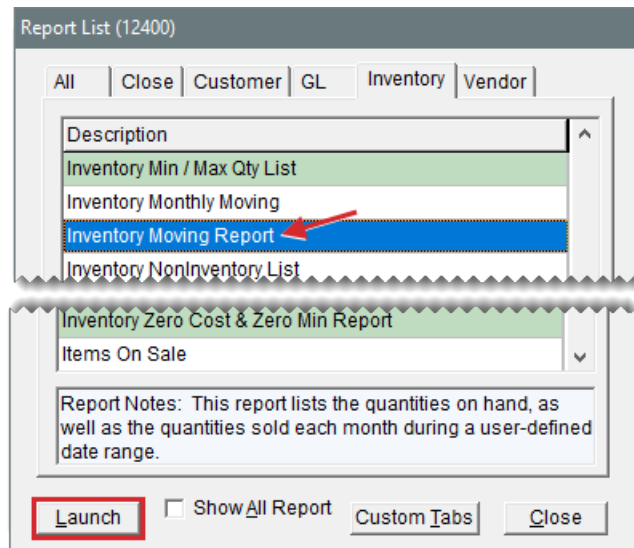 Report List (12400)
All Close Customer GL Inventory Vendor
Description
Inventory Min / Max Qty List
Inventory Monthly Moving
Inventory Moving Report
Inventory NonInventory List
Inventory Zero Cost & Zero Min Report
Items On Sale
Report Notes: This report lists the quantities on hand, as
well as the quantities sold each month during a user-defined
date range.
Launch Show All Report Custom Tabs Close